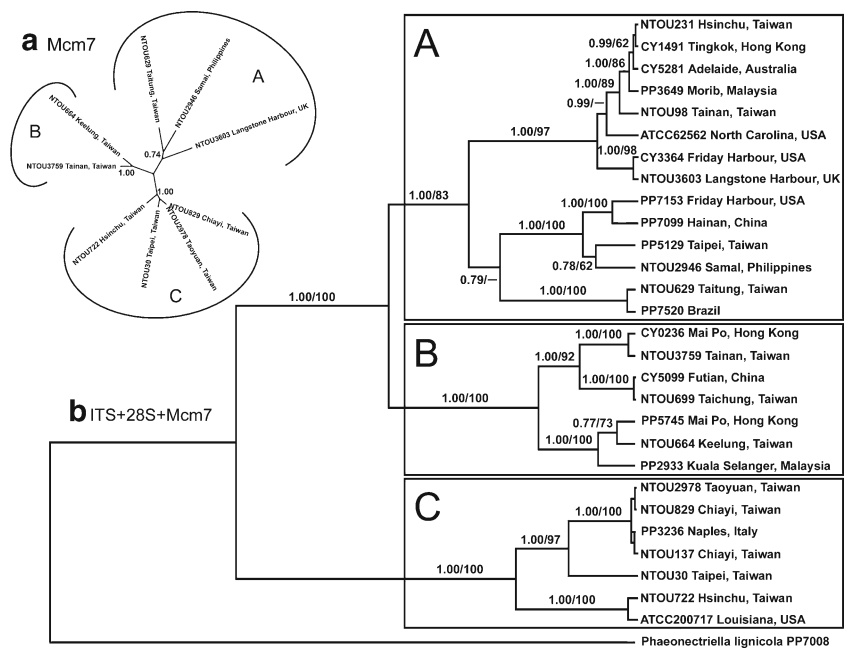 a Mcm7
NTOU629 Taitung, Taiwan
NTOU2946 Samal, Philippines
NTOU3603 Langstone Harbour, UK
A
NTOU664 Keelung, Taiwan
B
NTOU3759 Tainan, Taiwan
0.74
1.00
1.00
NTOU829 Chiayi, Taiwan
NTOU2978 Taoyuan, Taiwan
NTOU30 Taipei, Taiwan
NTOU722 Hsinchu, Taiwan
C
b ITS+28S+Mcm7
1.00/100
A
1.00/83
1.00/97
0.99/62
1.00/86
1.00/89
0.99/—
1.00/98
NTOU231 Hsinchu, Taiwan
CY1491 Tingkok, Hong Kong
CY5281 Adelaide, Australia
PP3649 Morib, Malaysia
NTOU98 Tainan, Taiwan
ATCC62562 North Carolina, USA
CY3364 Friday Harbour, USA
NTOU3603 Langstone Harbour, UK
1.00/100
1.00/100
0.78/62
0.79/—
1.00/100
PP7153 Friday Harbour, USA
PP7099 Hainan, China
PP5129 Taipei, Taiwan
NTOU2946 Samal, Philippines
NTOU629 Taitung, Taiwan
PP7520 Brazil
B
1.00/100
1.00/92
1.00/100
1.00/100
0.77/73
1.00/100
CY0236 Mai Po, Hong Kong
NTOU3759 Tainan, Taiwan
CY5099 Futian, China
NTOU699 Taichung, Taiwan
PP5745 Mai Po, Hong Kong
NTOU664 Keelung, Taiwan
PP2933 Kuala Selanger, Malaysia
C
1.00/100
1.00/97
1.00/100
1.00/100
NTOU2978 Taoyuan, Taiwan
NTOU829 Chiayi, Taiwan
PP3236 Naples, Italy
NTOU137 Chiayi, Taiwan
NTOU30 Taipei, Taiwan
NTOU722 Hsinchu, Taiwan
ATCC200717 Louisiana, USA
Phaeonectriella lignicola PP7008